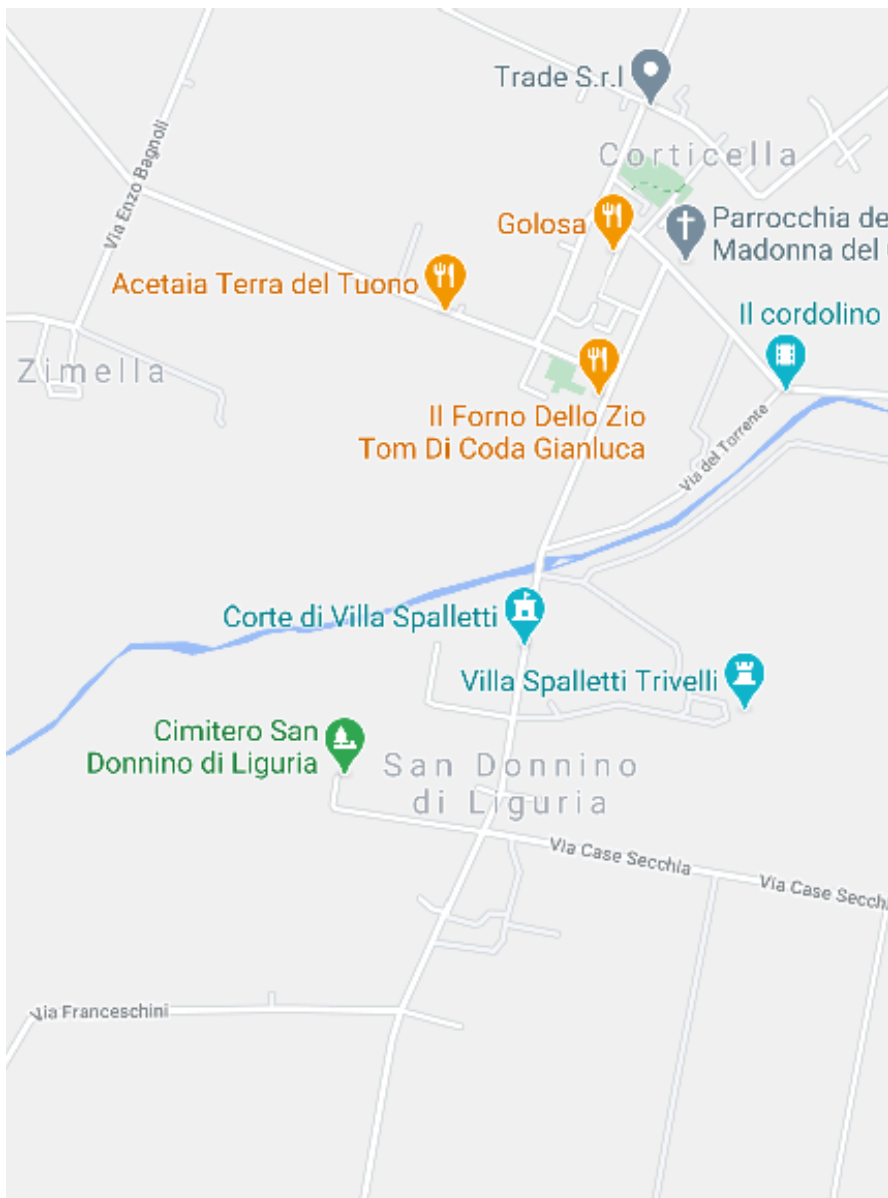 Trade S.r.l
Corticella
Via Enzo Bagnoli
Golosa
Parrocchia de
Madonna del
Acetaia Terra del Tuono
Il cordolino
Zimella
Il Forno Dello Zio
Tom Di Coda Gianluca
Via del Torrente
Corte di Villa Spalletti
Villa Spalletti Trivelli
Cimitero San
Donnino di Liguria
San Donnino
di Liguria
Via Case Secchia
Via Case Secchi
Via Franceschini